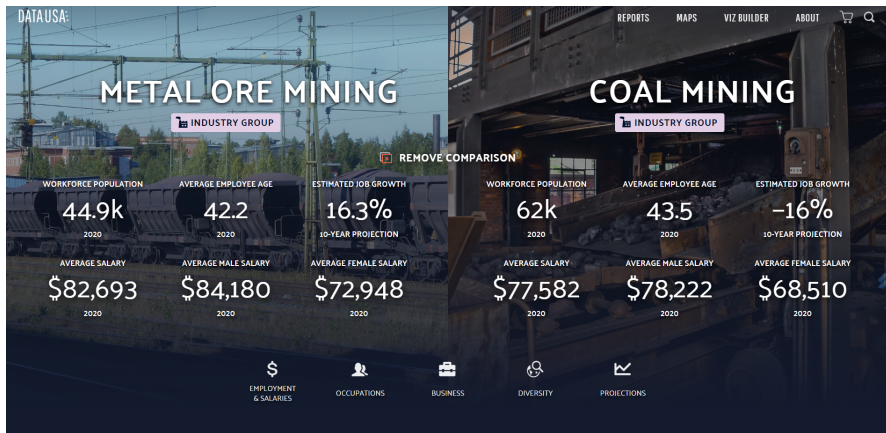 DATA USA:
REPORTS
MAPS
VIZ BUILDER
ABOUT
METAL ORE MINING
INDUSTRY GROUP
COAL MINING
INDUSTRY GROUP
REMOVE COMPARISON
WORKFORCE POPULATION
44.9k
2020
AVERAGE EMPLOYEE AGE
42.2
2020
ESTIMATED JOB GROWTH
16.3%
10-YEAR PROJECTION
AVERAGE SALARY
$82,693
2020
AVERAGE MALE SALARY
$84,180
2020
AVERAGE FEMALE SALARY
$72,948
2020
WORKFORCE POPULATION
62k
2020
AVERAGE EMPLOYEE AGE
43.5
2020
ESTIMATED JOB GROWTH
−16%
10-YEAR PROJECTION
AVERAGE SALARY
$77,582
2020
AVERAGE MALE SALARY
$78,222
2020
AVERAGE FEMALE SALARY
$68,510
2020
EMPLOYMENT
& SALARIES
OCCUPATIONS
BUSINESS
DIVERSITY
PROJECTIONS